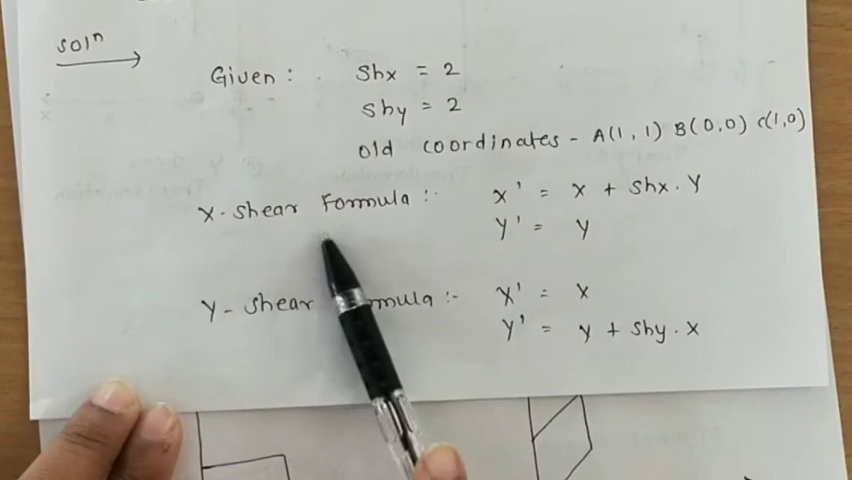 Solⁿ
Given : Shx = 2
Shy = 2
old coordinates - A(1, 1) B(0,0) C(1,0)
X - shear Formula :- x' = x + shx . y
y' = y
Y - shear mula :- x' = x
y' = y + shy . x